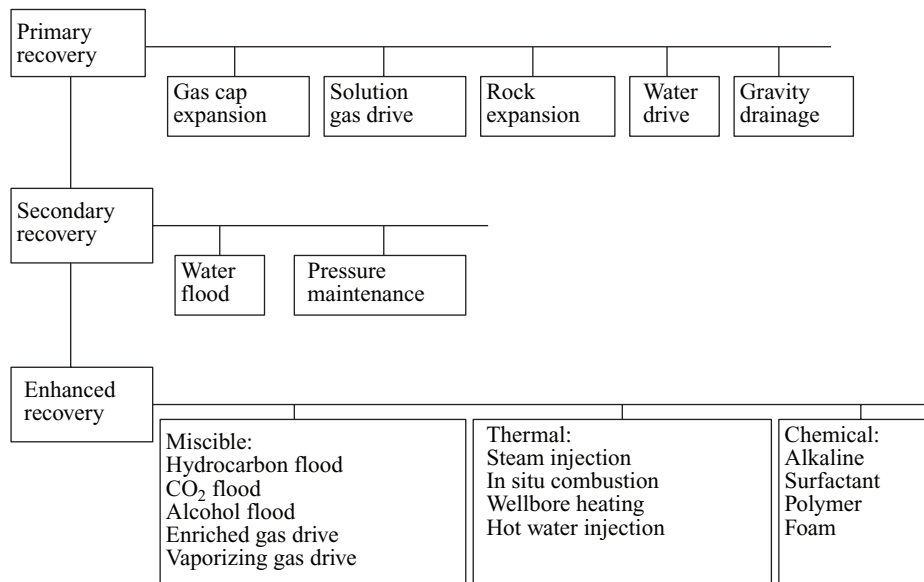 Primary
recovery
Gas cap
expansion
Solution
gas drive
Rock
expansion
Water
drive
Gravity
drainage
Secondary
recovery
Water
flood
Pressure
maintenance
Enhanced
recovery
Miscible:
Hydrocarbon flood
CO₂ flood
Alcohol flood
Enriched gas drive
Vaporizing gas drive
Thermal:
Steam injection
In situ combustion
Wellbore heating
Hot water injection
Chemical:
Alkaline
Surfactant
Polymer
Foam